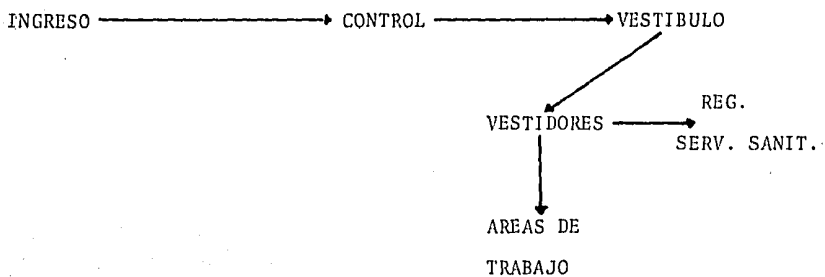 INGRESO CONTROL VESTIBULO
VESTIDORES REG.
SERV. SANIT.
AREAS DE
TRABAJO